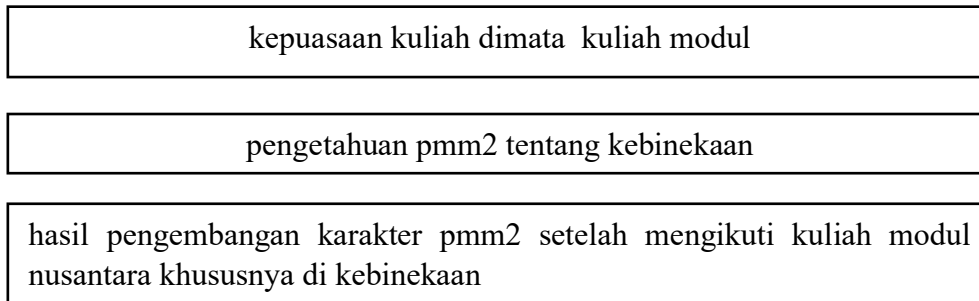 kepuasaan kuliah dimata kuliah modul
pengetahuan pmm2 tentang kebinekaan
hasil pengembangan karakter pmm2 setelah mengikuti kuliah modul
nusantara khususnya di kebinekaan